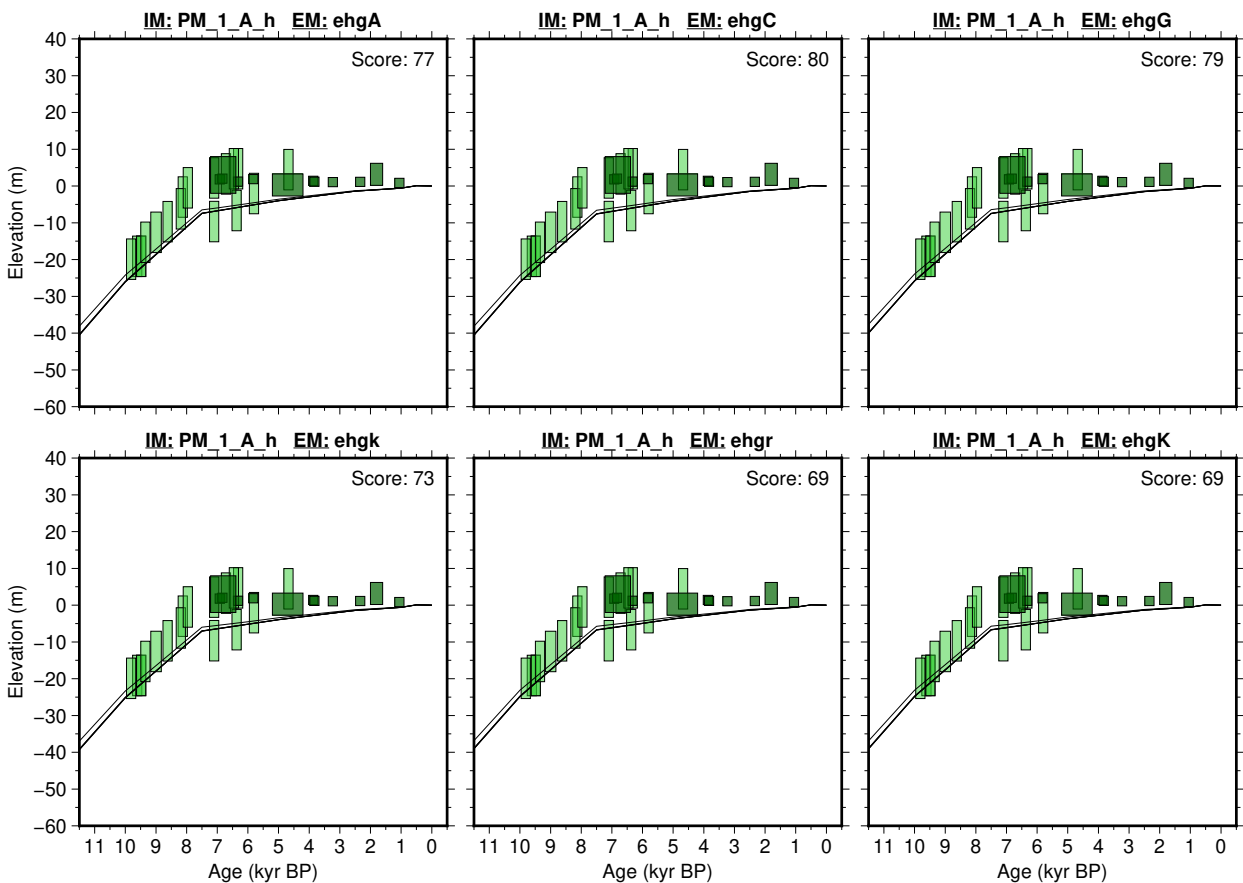 IM: PM_1_A_h EM: ehgA
IM: PM_1_A_h EM: ehgC
IM: PM_1_A_h EM: ehgG
Score: 77
Score: 80
Score: 79
40
30
20
10
0
−10
−20
−30
−40
−50
−60
Elevation (m)
IM: PM_1_A_h EM: ehgk
IM: PM_1_A_h EM: ehgr
IM: PM_1_A_h EM: ehgK
Score: 73
Score: 69
Score: 69
40
30
20
10
0
−10
−20
−30
−40
−50
−60
Elevation (m)
11 10 9 8 7 6 5 4 3 2 1 0
11 10 9 8 7 6 5 4 3 2 1 0
11 10 9 8 7 6 5 4 3 2 1 0
Age (kyr BP)
Age (kyr BP)
Age (kyr BP)